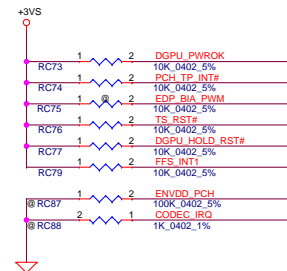 +3VS
1 2 DGPU_PWROK
RC73 10K_0402_5%
1 2 PCH_TP_INT#
RC74 10K_0402_5%
1 @ 2 EDP_BIA_PWM
RC75 10K_0402_5%
1 2 TS_RST#
RC76 10K_0402_5%
1 2 DGPU_HOLD_RST#
RC77 10K_0402_5%
1 2 FFS_INT1
RC79 10K_0402_5%
1 2 ENVDD_PCH
@ RC87 100K_0402_5%
2 1 CODEC_IRQ
@ RC88 1K_0402_1%